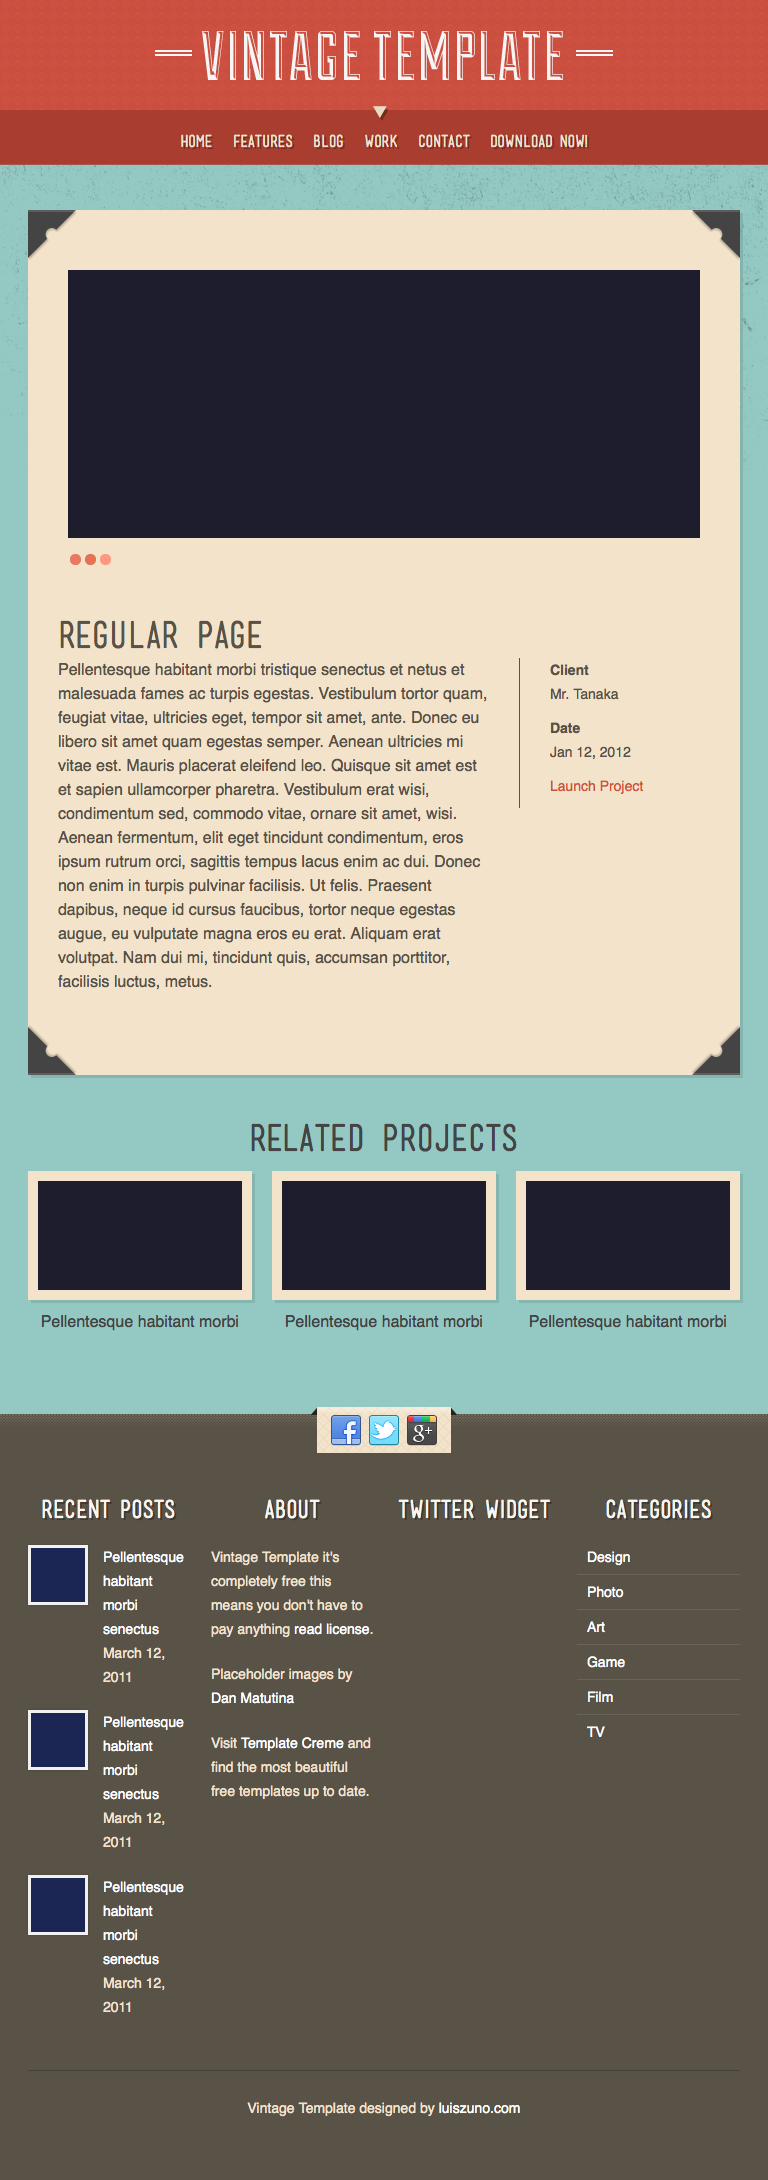 VINTAGE TEMPLATE
HOME FEATURES BLOG WORK CONTACT DOWNLOAD NOW!
REGULAR PAGE
Pellentesque habitant morbi tristique senectus et netus et
malesuada fames ac turpis egestas. Vestibulum tortor quam,
feugiat vitae, ultricies eget, tempor sit amet, ante. Donec eu
libero sit amet quam egestas semper. Aenean ultricies mi
vitae est. Mauris placerat eleifend leo. Quisque sit amet est
et sapien ullamcorper pharetra. Vestibulum erat wisi,
condimentum sed, commodo vitae, ornare sit amet, wisi.
Aenean fermentum, elit eget tincidunt condimentum, eros
ipsum rutrum orci, sagittis tempus lacus enim ac dui. Donec
non enim in turpis pulvinar facilisis. Ut felis. Praesent
dapibus, neque id cursus faucibus, tortor neque egestas
augue, eu vulputate magna eros eu erat. Aliquam erat
volutpat. Nam dui mi, tincidunt quis, accumsan porttitor,
facilisis luctus, metus.
Client
Mr. Tanaka
Date
Jan 12, 2012
Launch Project
RELATED PROJECTS
Pellentesque habitant morbi
Pellentesque habitant morbi
Pellentesque habitant morbi
f
g+
RECENT POSTS
Pellentesque
habitant
morbi
senectus
March 12,
2011
Pellentesque
habitant
morbi
senectus
March 12,
2011
Pellentesque
habitant
morbi
senectus
March 12,
2011
ABOUT
Vintage Template it's
completely free this
means you don't have to
pay anything read license.
Placeholder images by
Dan Matutina
Visit Template Creme and
find the most beautiful
free templates up to date.
TWITTER WIDGET
CATEGORIES
Design
Photo
Art
Game
Film
TV
Vintage Template designed by luiszuno.com